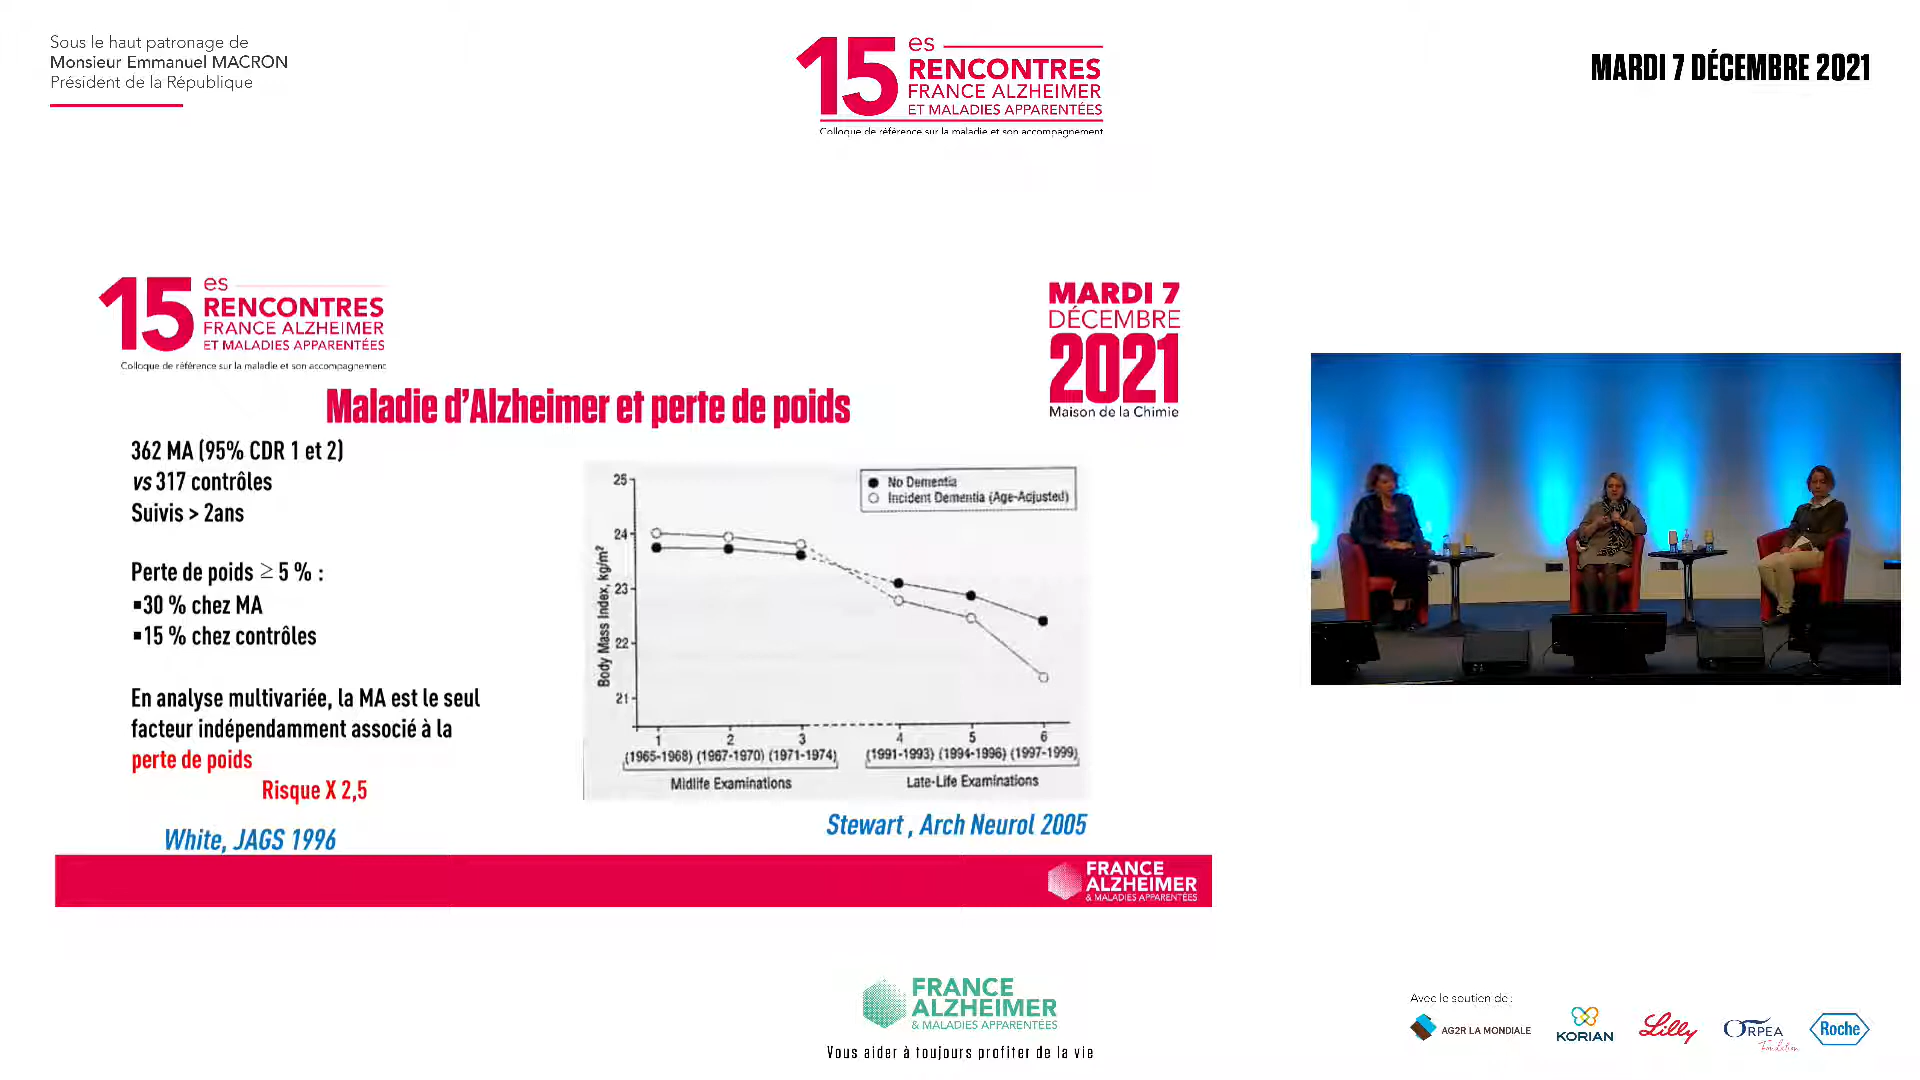 Sous le haut patronage de
Monsieur Emmanuel MACRON
Président de la République
15es
RENCONTRES
FRANCE ALZHEIMER
ET MALADIES APPARENTÉES
Colloque de référence sur la maladie et son accompagnement
MARDI 7 DÉCEMBRE 2021
15es
RENCONTRES
FRANCE ALZHEIMER
ET MALADIES APPARENTÉES
Colloque de référence sur la maladie et son accompagnement
MARDI 7
DÉCEMBRE
2021
Maison de la Chimie
Maladie d'Alzheimer et perte de poids
362 MA (95% CDR 1 et 2)
vs 317 contrôles
Suivis > 2ans
Perte de poids ≥ 5 % :
▪30 % chez MA
▪15 % chez contrôles
En analyse multivariée, la MA est le seul
facteur indépendamment associé à la
perte de poids
Risque X 2,5
White, JAGS 1996
No Dementia
Incident Dementia (Age-Adjusted)
Body Mass Index, kg/m²
25
24
23
22
21
1 2 3 4 5 6
(1965-1968) (1967-1970) (1971-1974) (1991-1993) (1994-1996) (1997-1999)
Midlife Examinations Late-Life Examinations
Stewart , Arch Neurol 2005
FRANCE
ALZHEIMER
& MALADIES APPARENTÉES
FRANCE
ALZHEIMER
& MALADIES APPARENTÉES
Vous aider à toujours profiter de la vie
Avec le soutien de :
AG2R LA MONDIALE
KORIAN
Lilly
ORPEA
Fondation
Roche